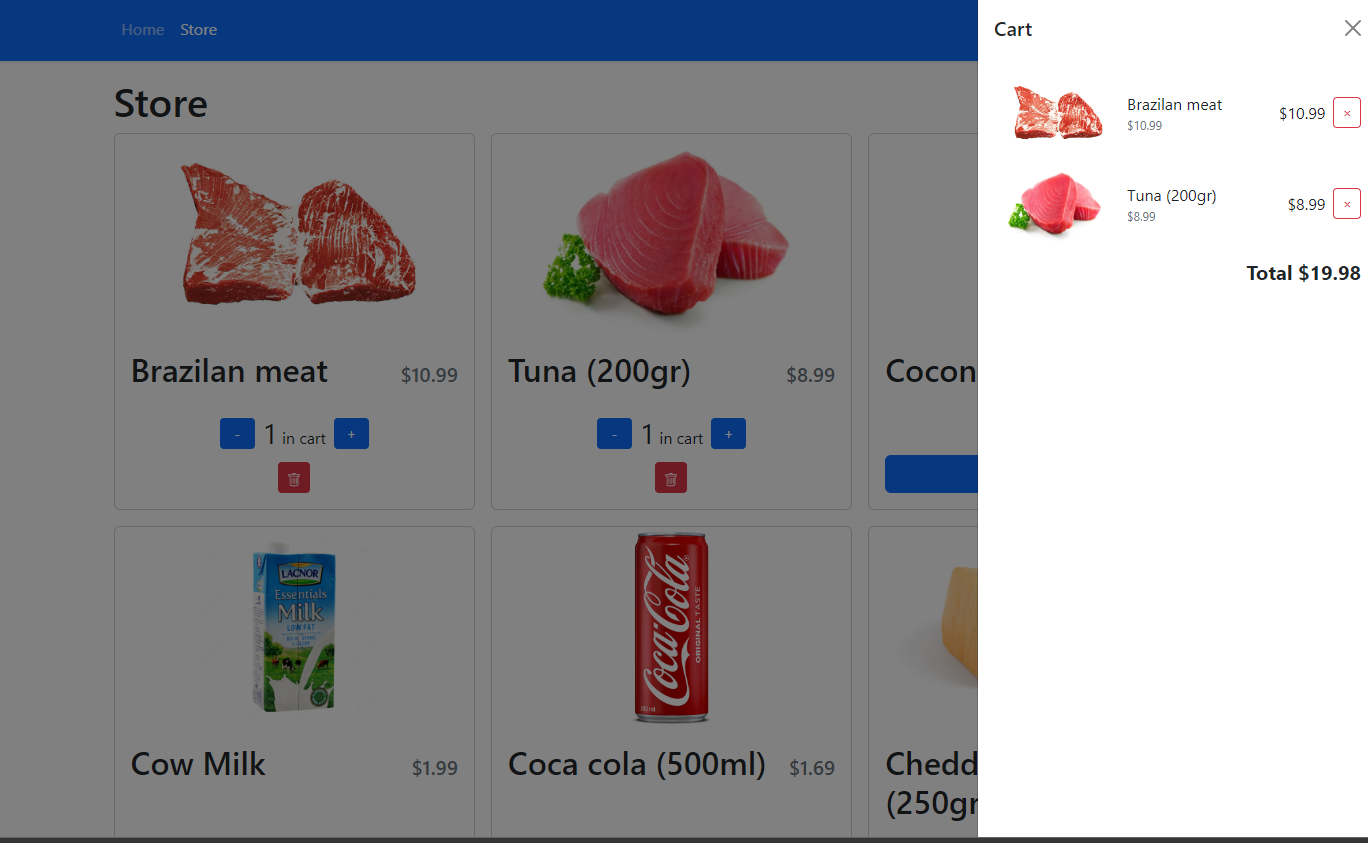 Home Store
Cart
Store
Brazilan meat
$10.99
$10.99 ×
Tuna (200gr)
$8.99
$8.99 ×
Total $19.98
Brazilan meat $10.99
- 1 in cart +
Tuna (200gr) $8.99
- 1 in cart +
Cocon
LACNOR
Essentials
Milk
LOW FAT
Coca-Cola
ORIGINAL TASTE
Cow Milk $1.99
Coca cola (500ml) $1.69
Chedd
(250gr